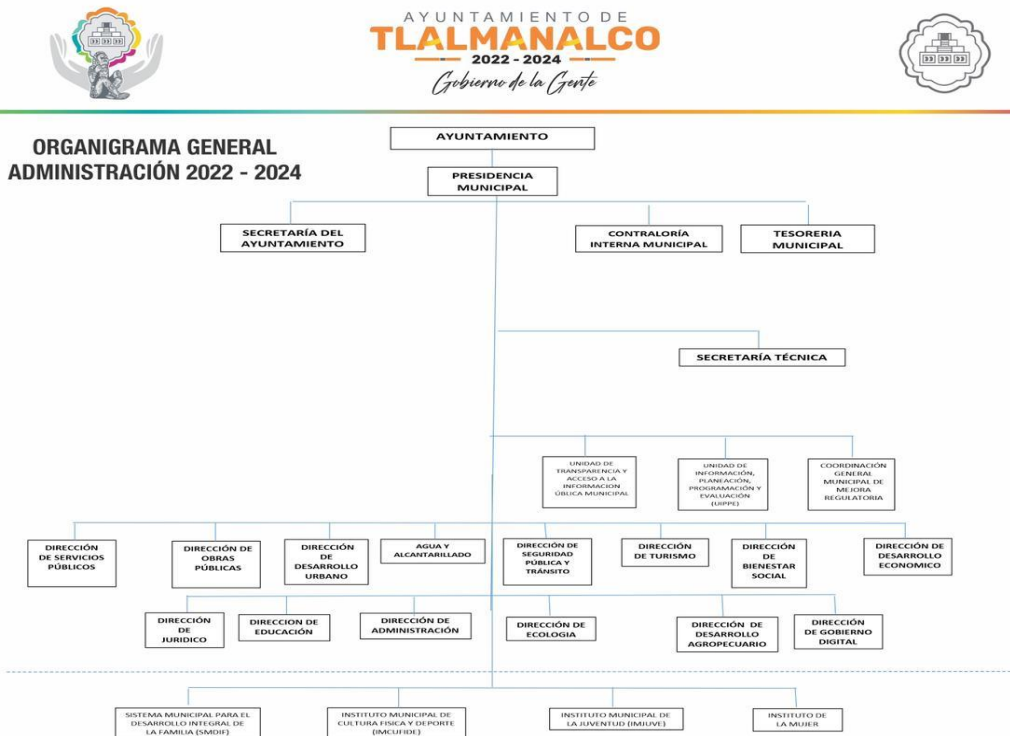 AYUNTAMIENTO DE
TLALMANALCO
2022 - 2024
Gobierno de la Gente
ORGANIGRAMA GENERAL
ADMINISTRACIÓN 2022 - 2024
AYUNTAMIENTO
PRESIDENCIA
MUNICIPAL
SECRETARÍA DEL
AYUNTAMIENTO
CONTRALORÍA
INTERNA MUNICIPAL
TESORERIA
MUNICIPAL
SECRETARÍA TÉCNICA
UNIDAD DE
TRANSPARENCIA Y
ACCESO A LA
INFORMACION
ÚBLICA MUNICIPAL
UNIDAD DE
INFORMACIÓN,
PLANEACIÓN,
PROGRAMACIÓN Y
EVALUACIÓN
(UIPPE)
COORDINACIÓN
GENERAL
MUNICIPAL DE
MEJORA
REGULATORIA
DIRECCIÓN
DE SERVICIOS
PÚBLICOS
DIRECCIÓN DE
OBRAS
PÚBLICAS
DIRECCIÓN
DE
DESARROLLO
URBANO
AGUA Y
ALCANTARILLADO
DIRECCIÓN DE
SEGURIDAD
PÚBLICA Y
TRÁNSITO
DIRECCIÓN
DE TURISMO
DIRECCIÓN
DE
BIENESTAR
SOCIAL
DIRECCIÓN DE
DESARROLLO
ECONOMICO
DIRECCIÓN
DE
JURIDICO
DIRECCION DE
EDUCACIÓN
DIRECCIÓN DE
ADMINISTRACIÓN
DIRECCIÓN DE
ECOLOGIA
DIRECCIÓN DE
DESARROLLO
AGROPECUARIO
DIRECCIÓN
DE GOBIERNO
DIGITAL
SISTEMA MUNICIPAL PARA EL
DESARROLLO INTEGRAL DE
LA FAMILIA (SMDIF)
INSTITUTO MUNICIPAL DE
CULTURA FISICA Y DEPORTE
(IMCUFIDE)
INSTITUTO MUNICIPAL DE
LA JUVENTUD (IMJUVE)
INSTITUTO DE
LA MUJER